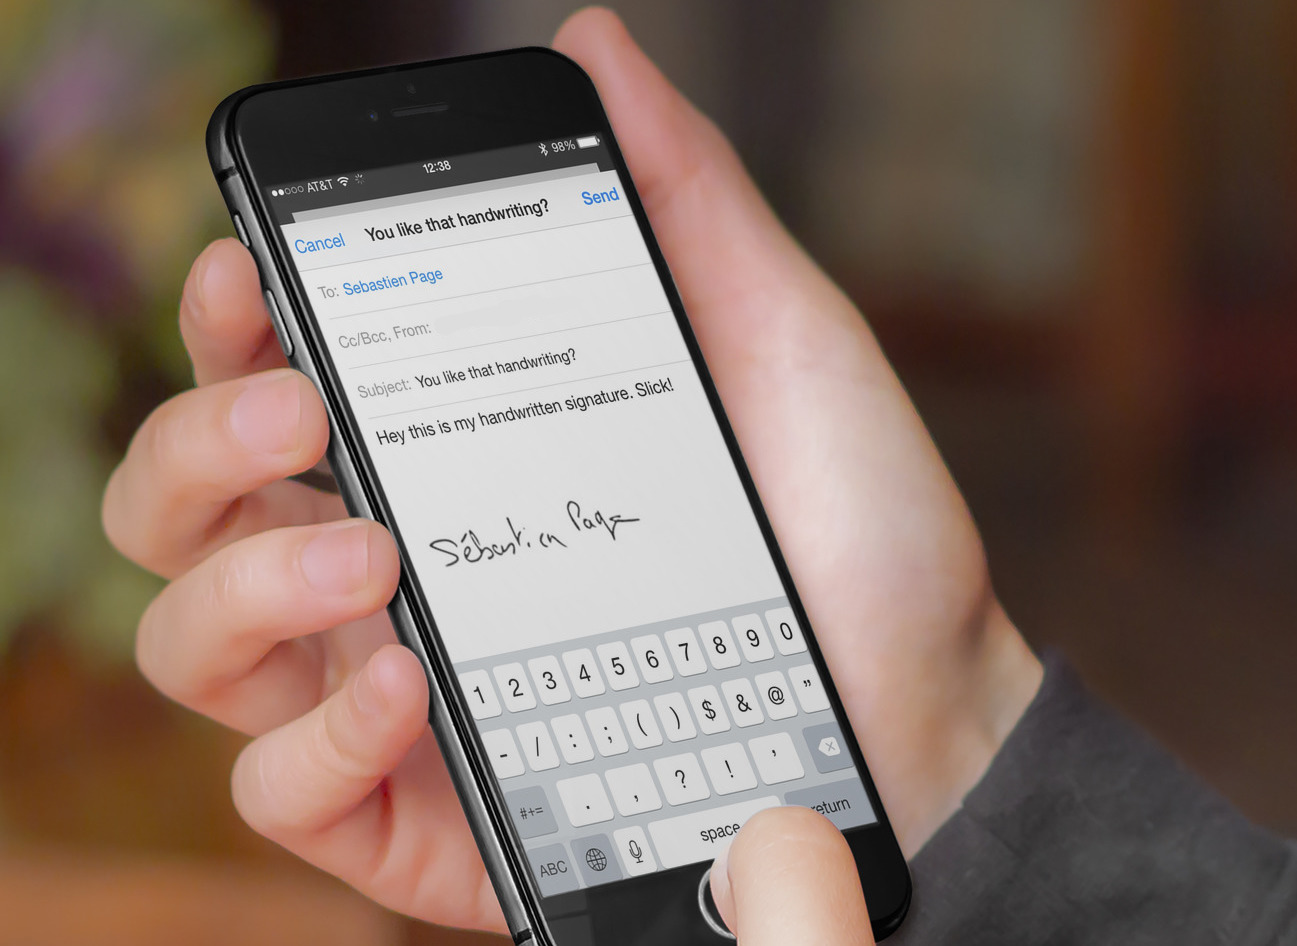 AT&T 12:38 98%
Cancel You like that handwriting? Send
To: Sebastien Page
Cc/Bcc, From:
Subject: You like that handwriting?
Hey this is my handwritten signature. Slick!
Sébastien Page
1 2 3 4 5 6 7 8 9 0
- / : ; ( ) $ & @ "
#+= . , ? ! '
ABC space return